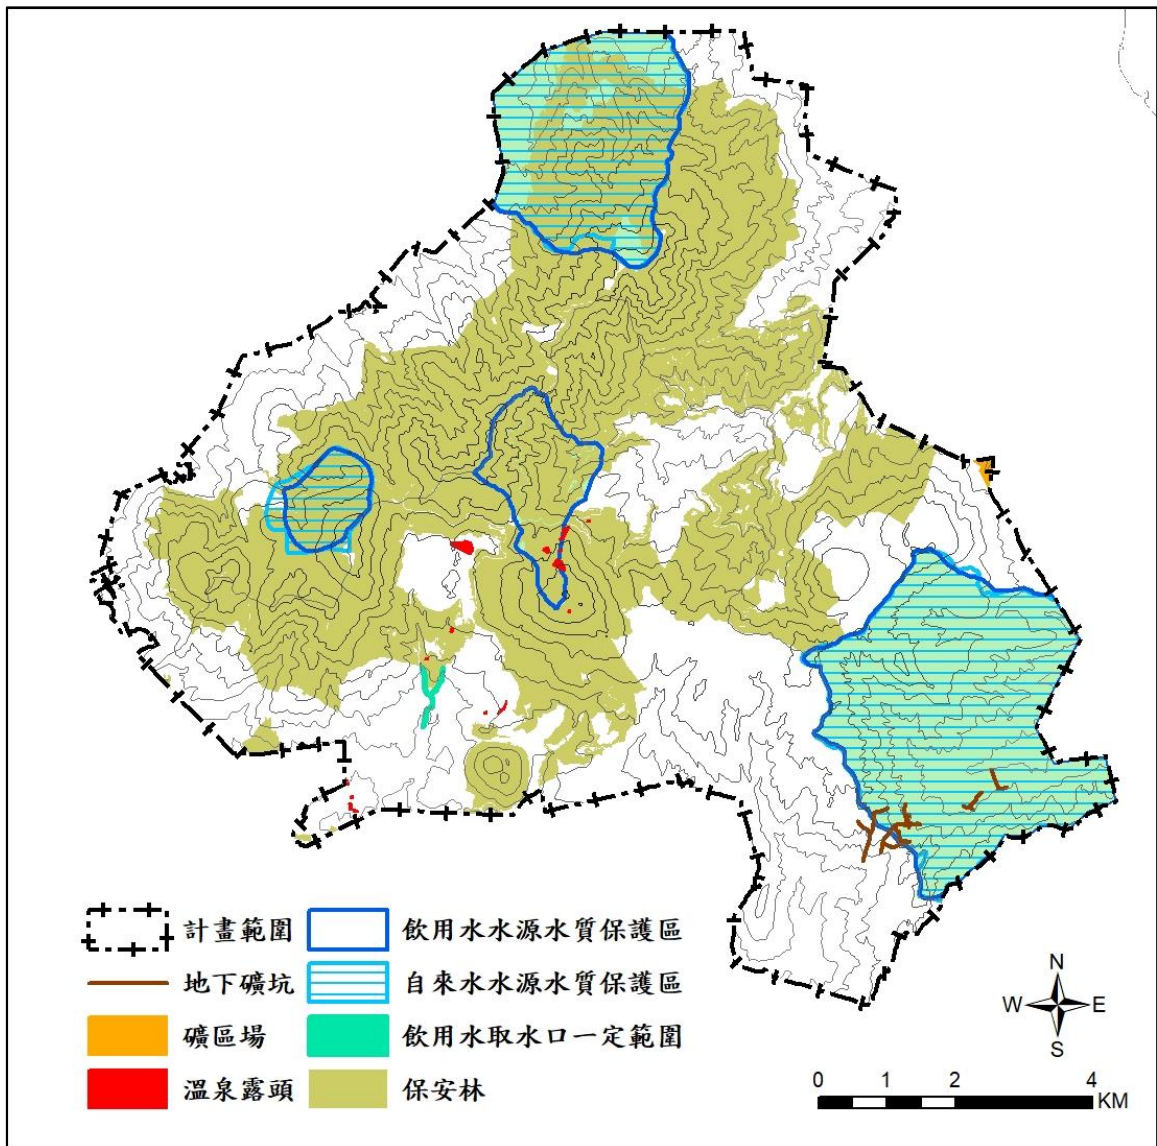 計畫範圍
飲用水水源水質保護區
地下礦坑
自來水水源水質保護區
礦區場
飲用水取水口一定範圍
溫泉露頭
保安林
N
W
E
S
0 1 2 4
KM